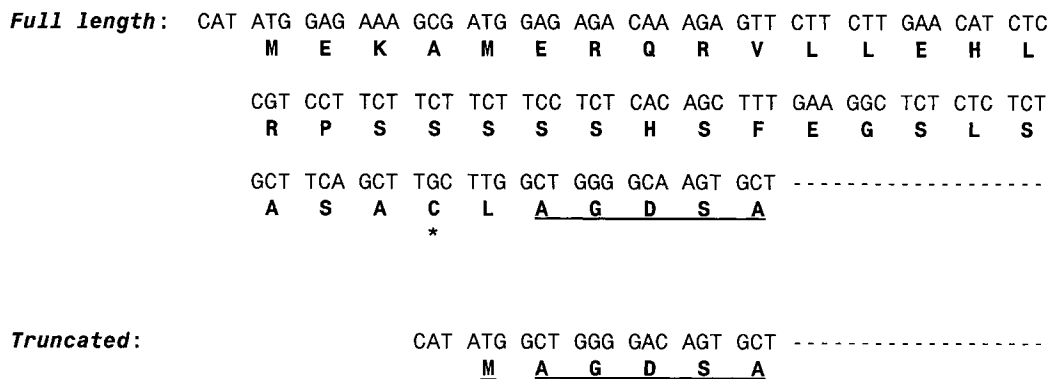 Full length: CAT ATG GAG AAA GCG ATG GAG AGA CAA AGA GTT CTT CTT GAA CAT CTC
M E K A M E R Q R V L L E H L
CGT CCT TCT TCT TCT TCC TCT CAC AGC TTT GAA GGC TCT CTC TCT
R P S S S S S H S F E G S L S
GCT TCA GCT TGC TTG GCT GGG GCA AGT GCT --------------------
A S A C L A G D S A
*
Truncated: CAT ATG GCT GGG GAC AGT GCT --------------------
M A G D S A